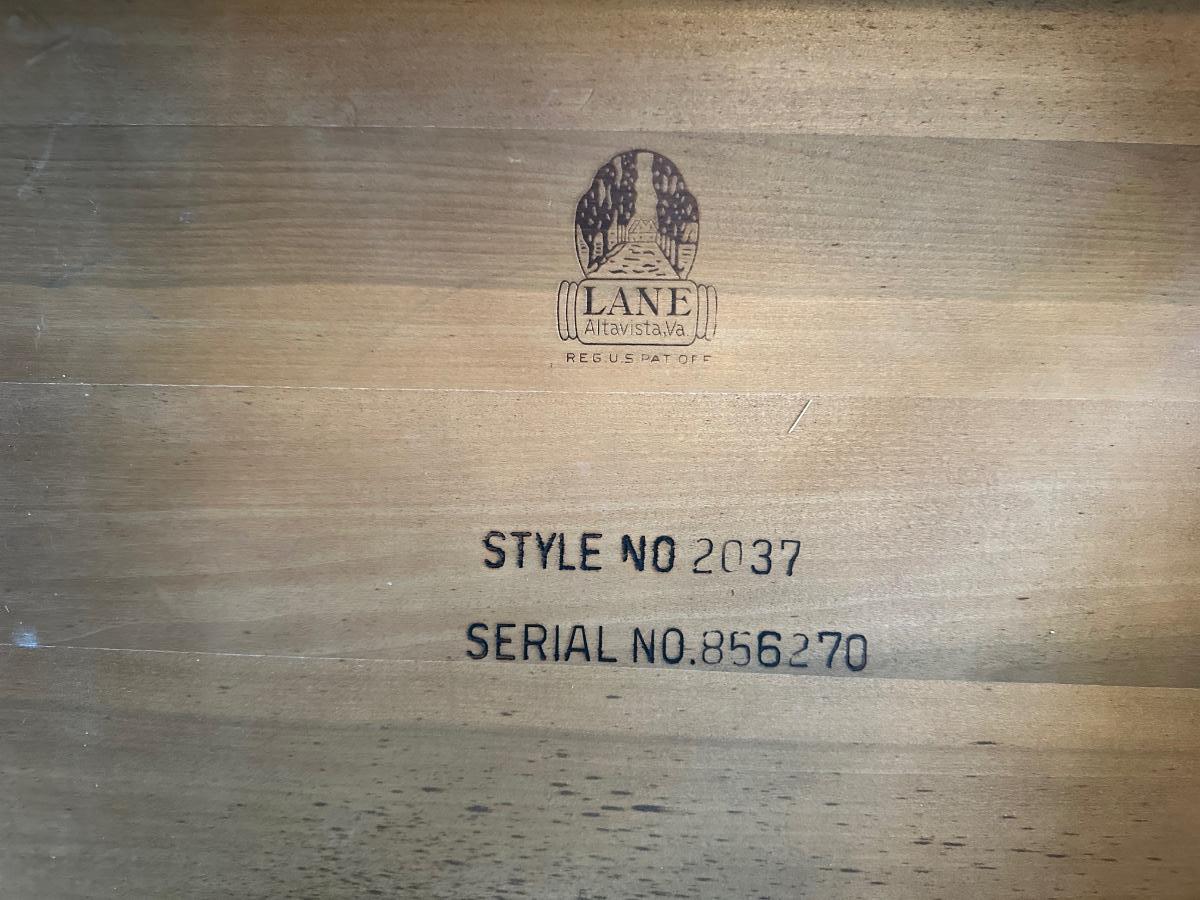 LANE
Altavista,Va.
REG.U.S.PAT.OFF.
STYLE NO 2037
SERIAL NO.856270